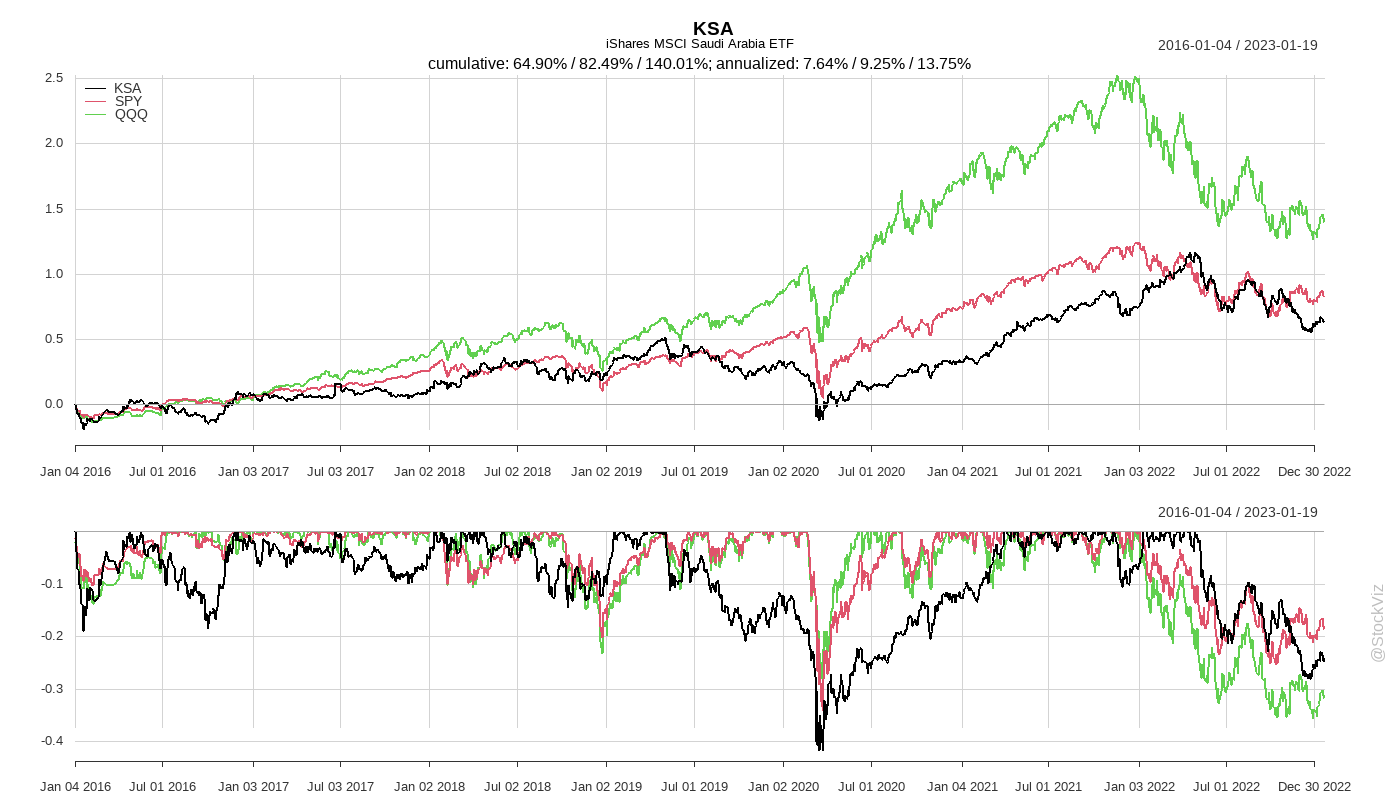 KSA
iShares MSCI Saudi Arabia ETF
2016-01-04 / 2023-01-19
cumulative: 64.90% / 82.49% / 140.01%; annualized: 7.64% / 9.25% / 13.75%
2.5
KSA
SPY
QQQ
2.0
1.5
1.0
0.5
0.0
Jan 04 2016 Jul 01 2016 Jan 03 2017 Jul 03 2017 Jan 02 2018 Jul 02 2018 Jan 02 2019 Jul 01 2019 Jan 02 2020 Jul 01 2020 Jan 04 2021 Jul 01 2021 Jan 03 2022 Jul 01 2022 Dec 30 2022
2016-01-04 / 2023-01-19
-0.1
-0.2
-0.3
-0.4
Jan 04 2016 Jul 01 2016 Jan 03 2017 Jul 03 2017 Jan 02 2018 Jul 02 2018 Jan 02 2019 Jul 01 2019 Jan 02 2020 Jul 01 2020 Jan 04 2021 Jul 01 2021 Jan 03 2022 Jul 01 2022 Dec 30 2022
@StockViz